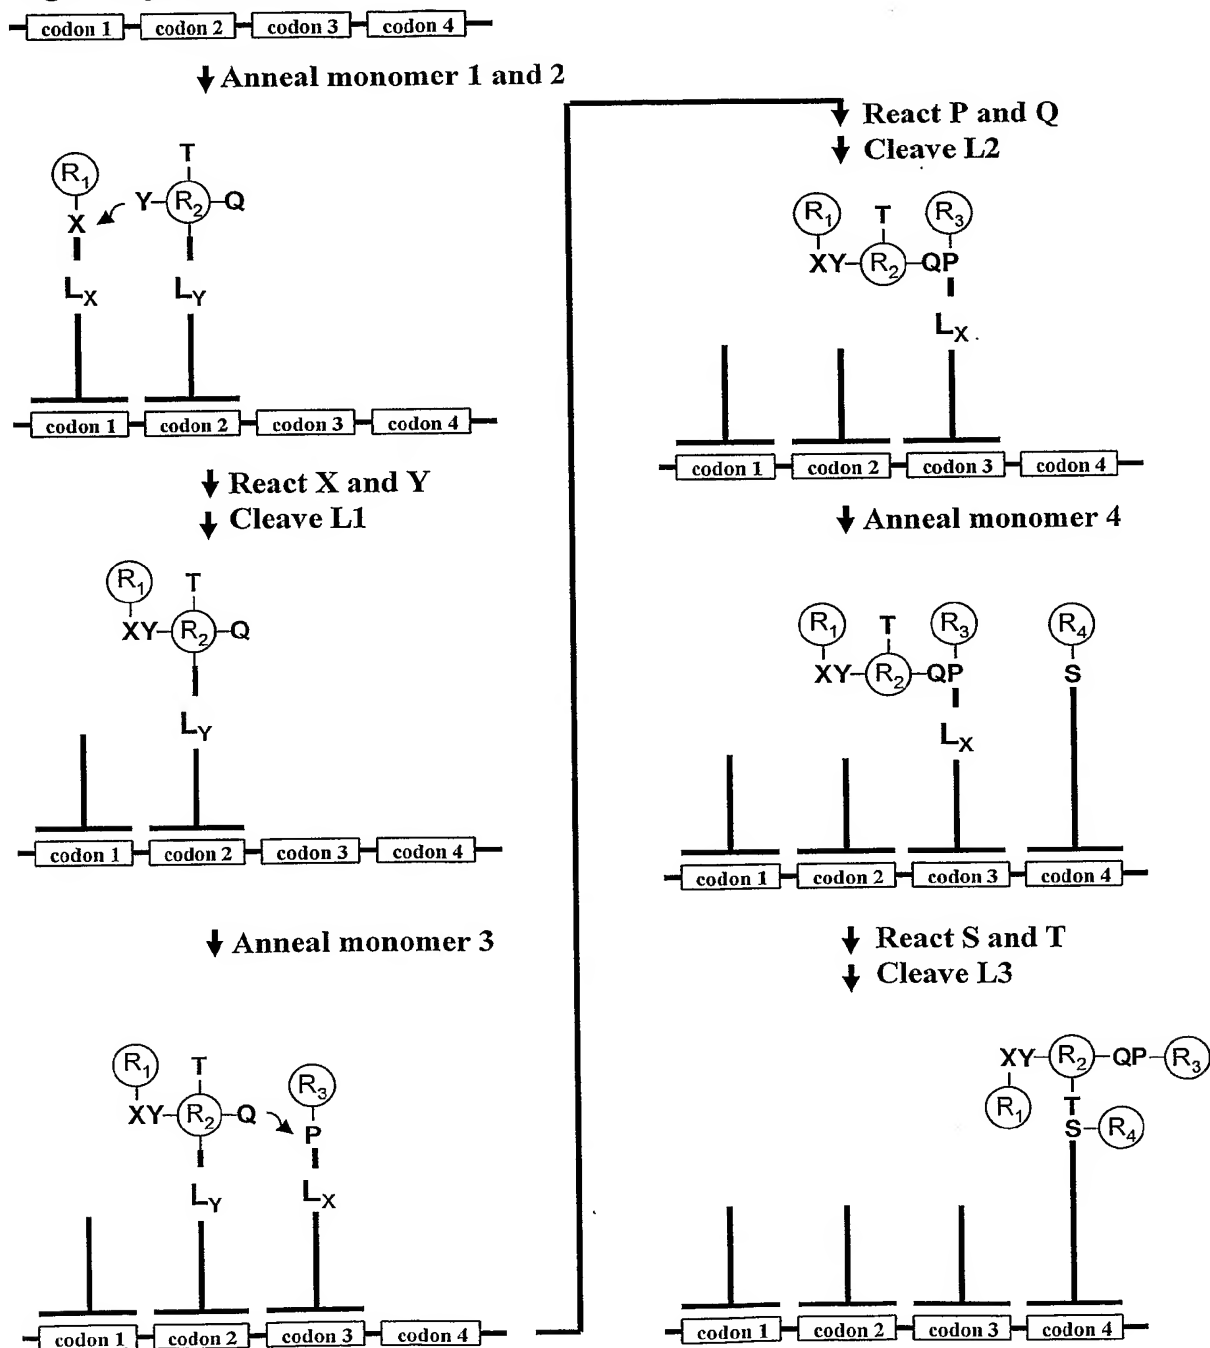 codon 1 codon 2 codon 3 codon 4
Anneal monomer 1 and 2
T
R1
Y R2 Q
X
LX LY
codon 1 codon 2 codon 3 codon 4
React X and Y
Cleave L1
R1 T
XY R2 Q
LY
codon 1 codon 2 codon 3 codon 4
Anneal monomer 3
R1 T
R3
XY R2 Q
P
LY LX
codon 1 codon 2 codon 3 codon 4
React P and Q
Cleave L2
R1 T R3
XY R2 QP
LX
codon 1 codon 2 codon 3 codon 4
Anneal monomer 4
R1 T R3 R4
XY R2 QP S
LX
codon 1 codon 2 codon 3 codon 4
React S and T
Cleave L3
XY R2 QP R3
R1 T
S R4
codon 1 codon 2 codon 3 codon 4